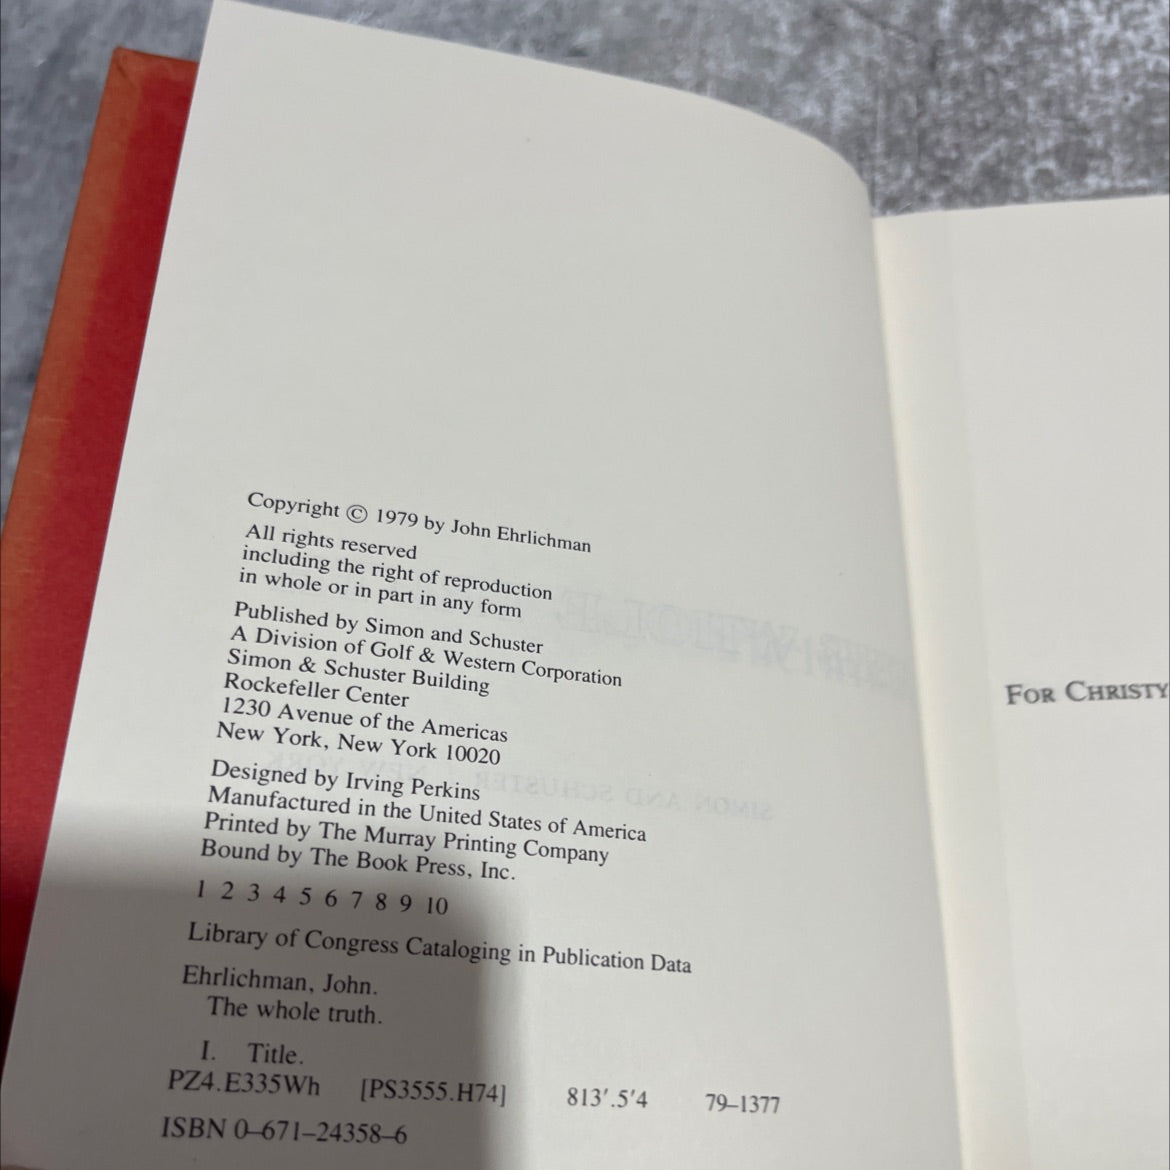 Copyright © 1979 by John Ehrlichman
All rights reserved
including the right of reproduction
in whole or in part in any form
Published by Simon and Schuster
A Division of Golf & Western Corporation
Simon & Schuster Building
Rockefeller Center
1230 Avenue of the Americas
New York, New York 10020
Designed by Irving Perkins
Manufactured in the United States of America
Printed by The Murray Printing Company
Bound by The Book Press, Inc.
1 2 3 4 5 6 7 8 9 10
Library of Congress Cataloging in Publication Data
Ehrlichman, John.
The whole truth.
I. Title.
PZ4.E335Wh [PS3555.H74] 813'.5'4 79–1377
ISBN 0–671–24358–6
FOR CHRISTY